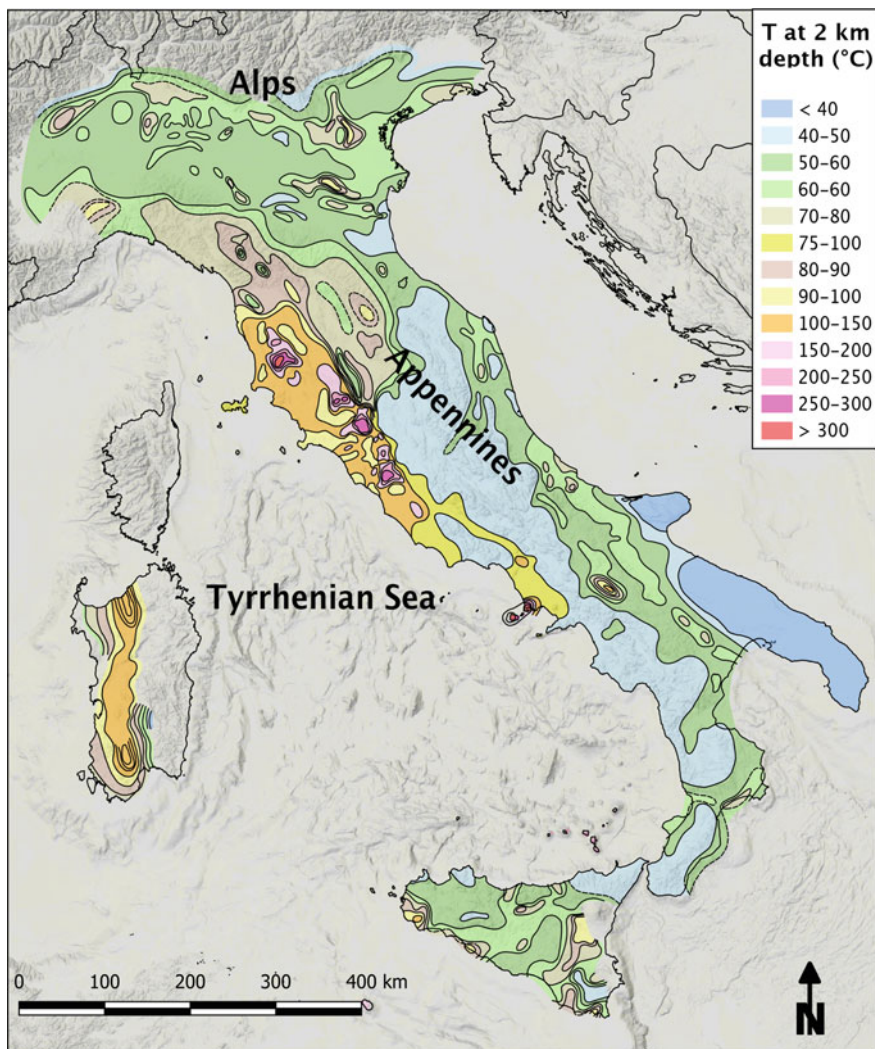 T at 2 km
depth (°C)
< 40
40–50
50–60
60–60
70–80
75–100
80–90
90–100
100–150
150–200
200–250
250–300
> 300
Alps
Appennines
Tyrrhenian Sea
0 100 200 300 400 km
N